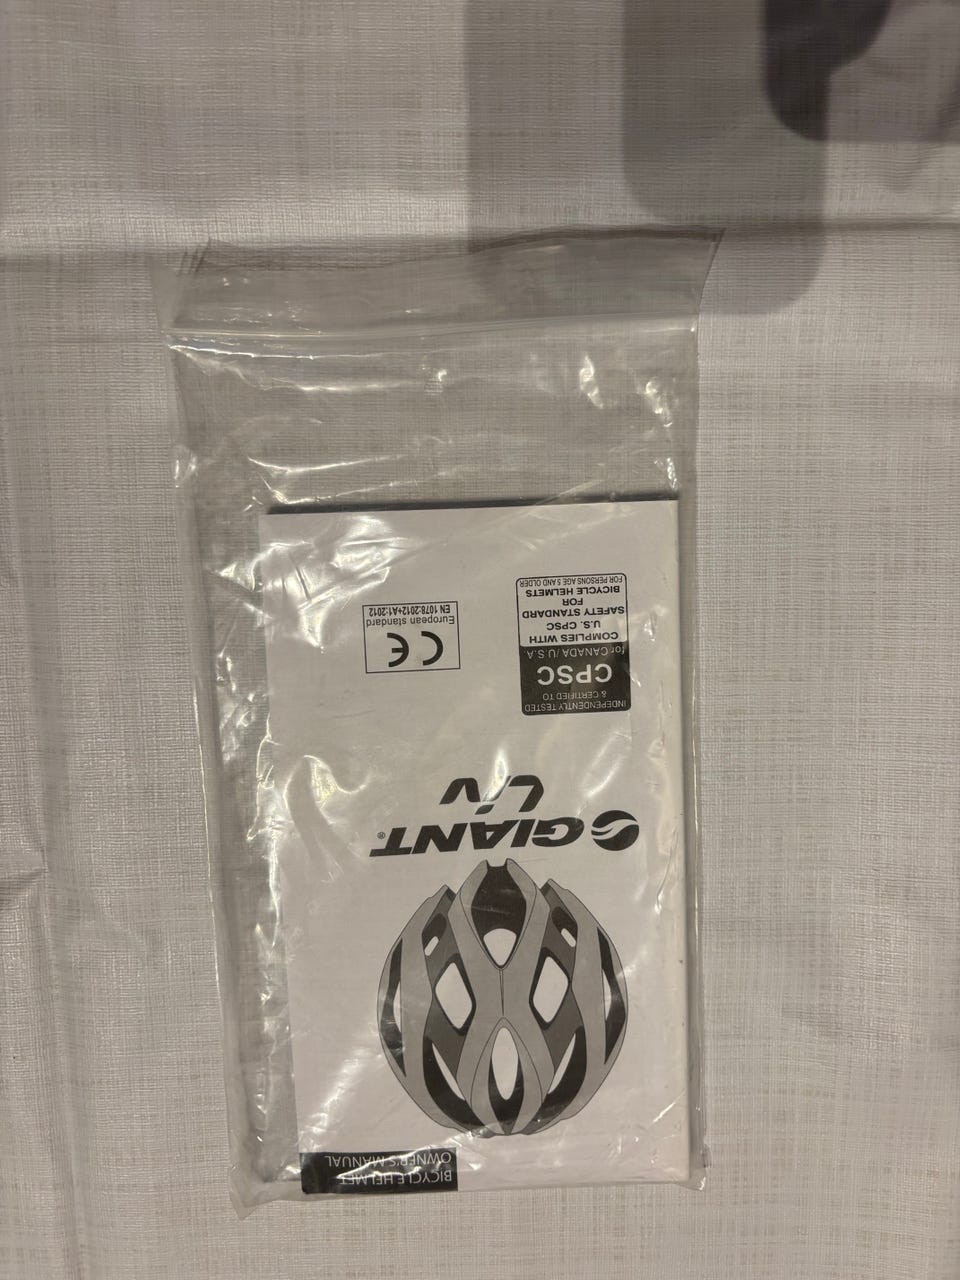 BICYCLE HELMET
OWNER'S MANUAL
GIANT®
Liv
INDEPENDENTLY TESTED
& CERTIFIED TO
CPSC
for CANADA / U.S.A.
COMPLIES WITH
U.S. CPSC
SAFETY STANDARD
FOR
BICYCLE HELMETS
FOR PERSONS AGE 5 AND OLDER
CE
European standard
EN 1078:2012+A1:2012